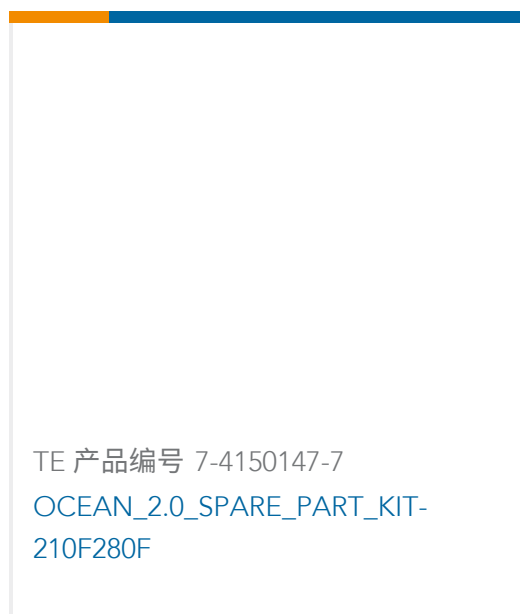 TE 产品编号 7-4150147-7
OCEAN_2.0_SPARE_PART_KIT-
210F280F